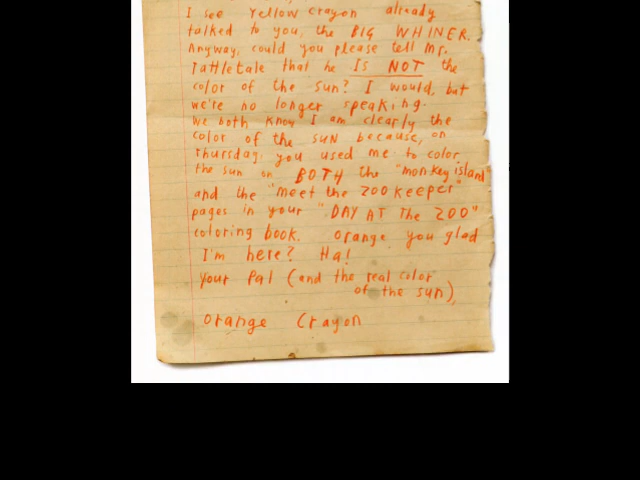 I see Yellow crayon already
talked to you, the BIG WHINER.
Anyway, could you please tell Mr.
Tattletale that he IS NOT the
color of the sun? I would, but
we're no longer speaking.
We both know I am clearly the
color of the sun because, on
Thursday, you used me to color
the sun on BOTH the "monkey island"
and the "meet the zookeeper"
pages in your "DAY AT The ZOO"
coloring book. Orange you glad
I'm here? Ha!
Your Pal (and the real color
of the sun),
Orange Crayon